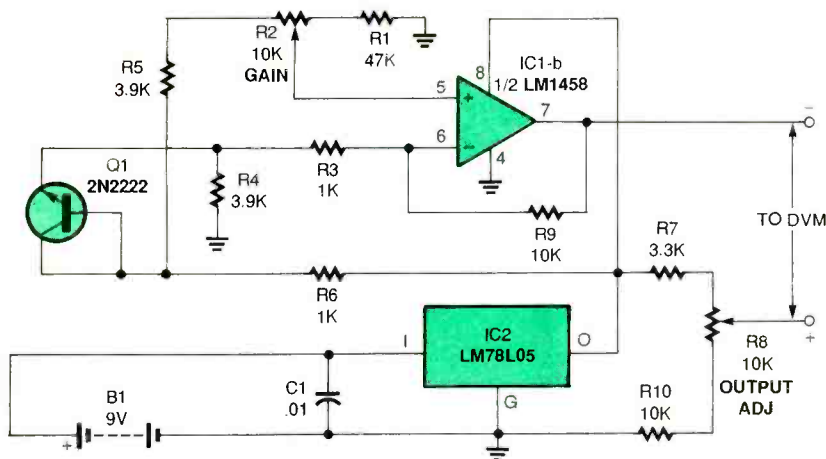 R2
10K
GAIN
R1
47K
R5
3.9K
IC1-b
1/2 LM1458
8
5
+
7
−
6
−
4
Q1
2N2222
R3
1K
R4
3.9K
R9
10K
R7
3.3K
TO DVM
R6
1K
I
IC2
LM78L05
O
G
+
R8
10K
OUTPUT
ADJ
C1
.01
R10
10K
B1
9V
+